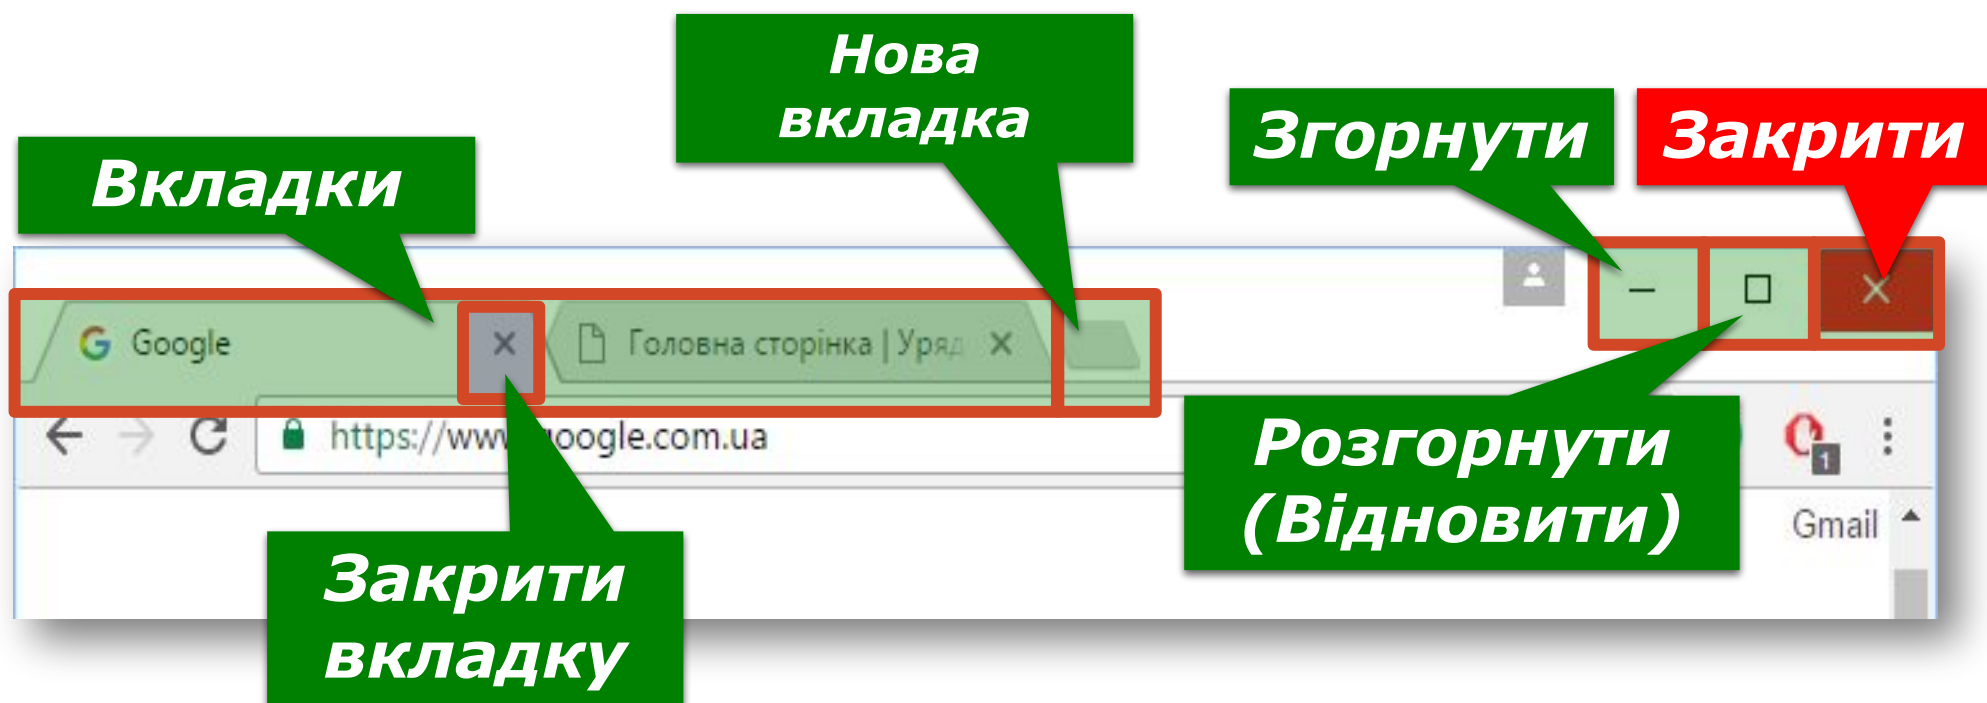 Нова
вкладка
Згорнути
Закрити
Вкладки
Google
Головна сторінка | Уряд
https://www.google.com.ua
1
Розгорнути
(Відновити)
Gmail
Закрити
вкладку